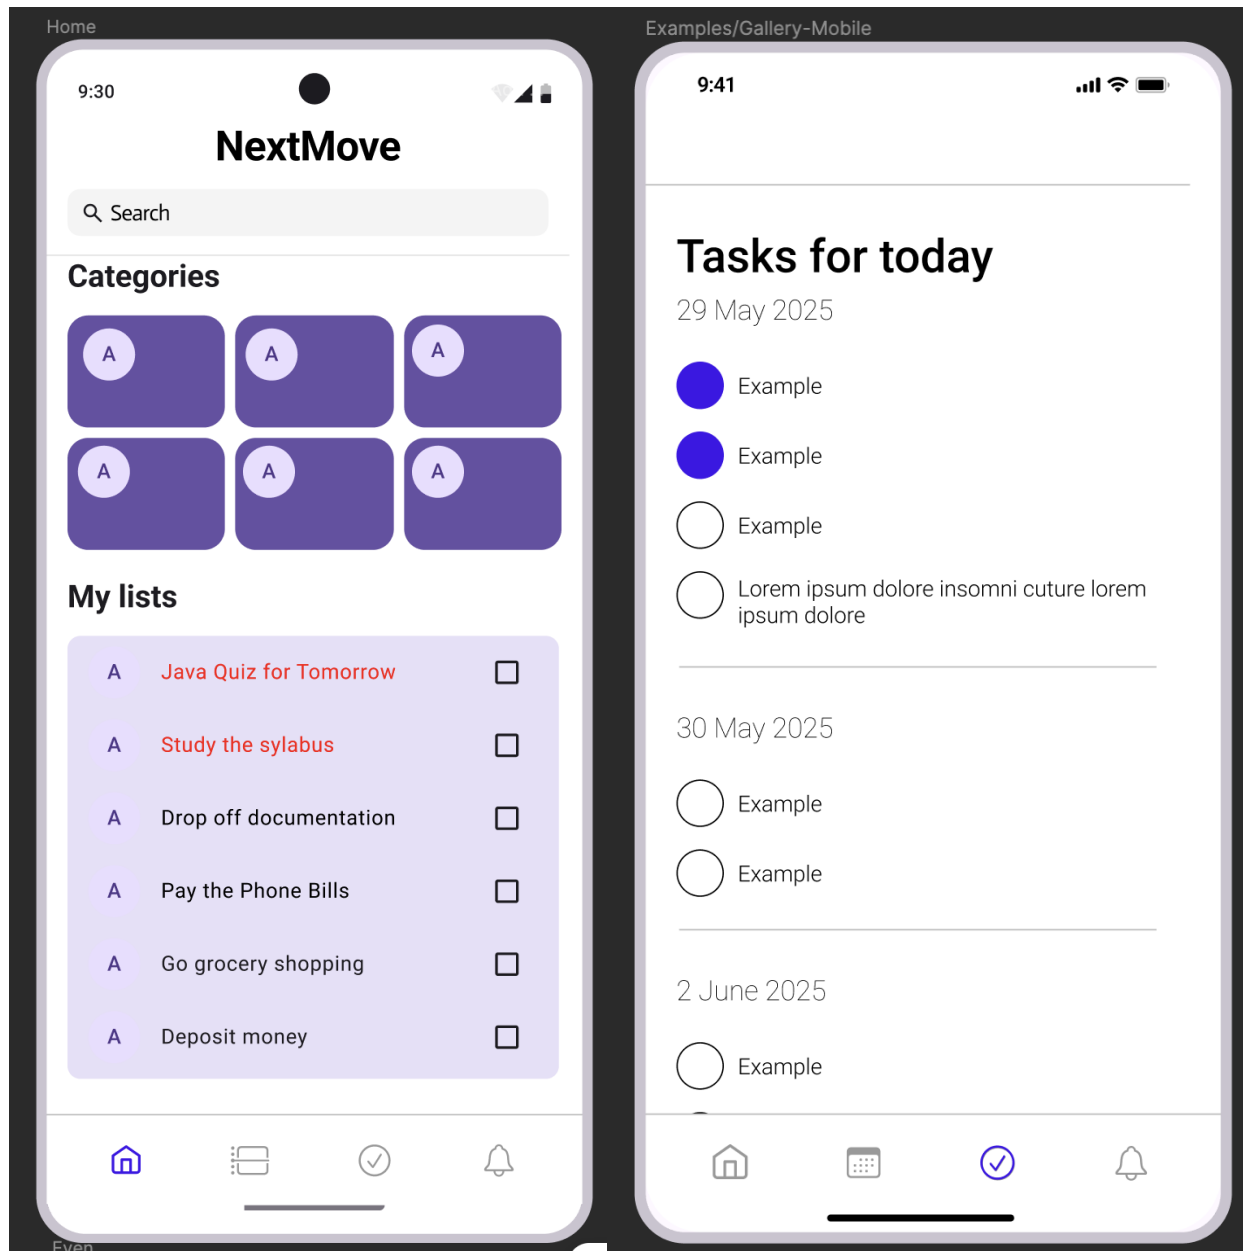 Home
9:30
NextMove
Search
Categories
A
A
A
A
A
A
My lists
A Java Quiz for Tomorrow
A Study the sylabus
A Drop off documentation
A Pay the Phone Bills
A Go grocery shopping
A Deposit money
Even
Examples/Gallery-Mobile
9:41
Tasks for today
29 May 2025
Example
Example
Example
Lorem ipsum dolore insomni cuture lorem
ipsum dolore
30 May 2025
Example
Example
2 June 2025
Example